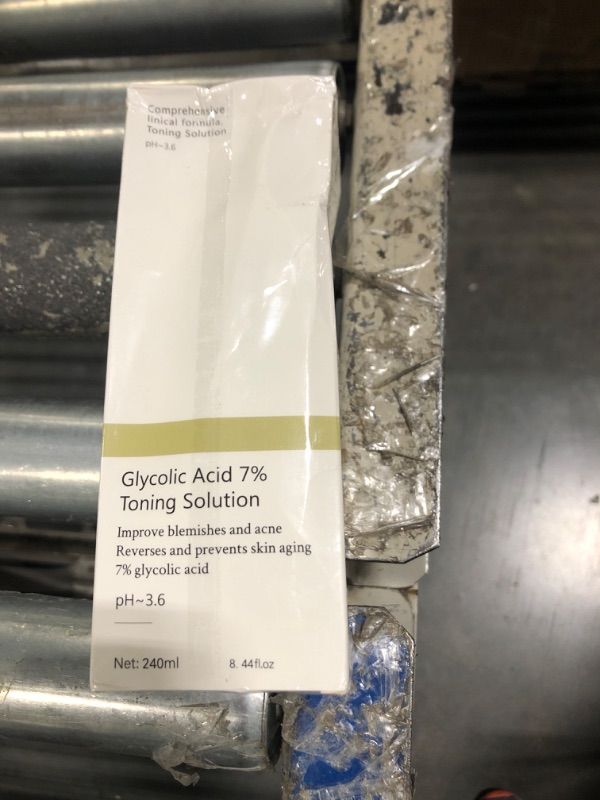 Comprehensive
linical formula.
Toning Solution
pH~3.6
Glycolic Acid 7%
Toning Solution
Improve blemishes and acne
Reverses and prevents skin aging
7% glycolic acid
pH~3.6
Net: 240ml 8. 44fl.oz